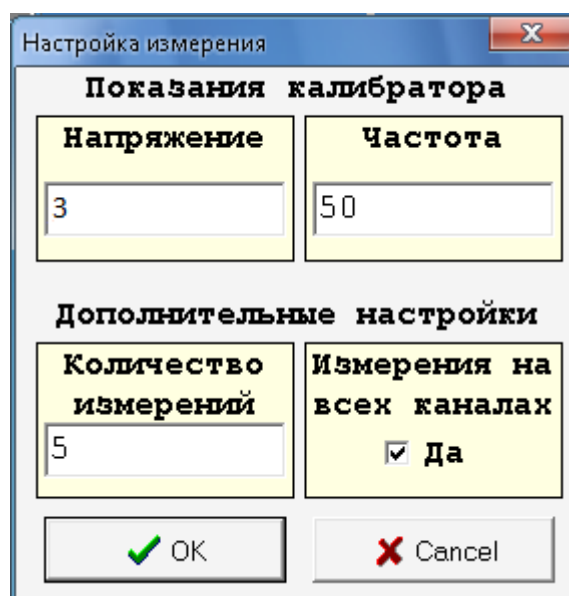 Настройка измерения
Показания калибратора
Напряжение
Частота
3
50
Дополнительные настройки
Количество
измерений
5
Измерения на
всех каналах
Да
OK
Cancel